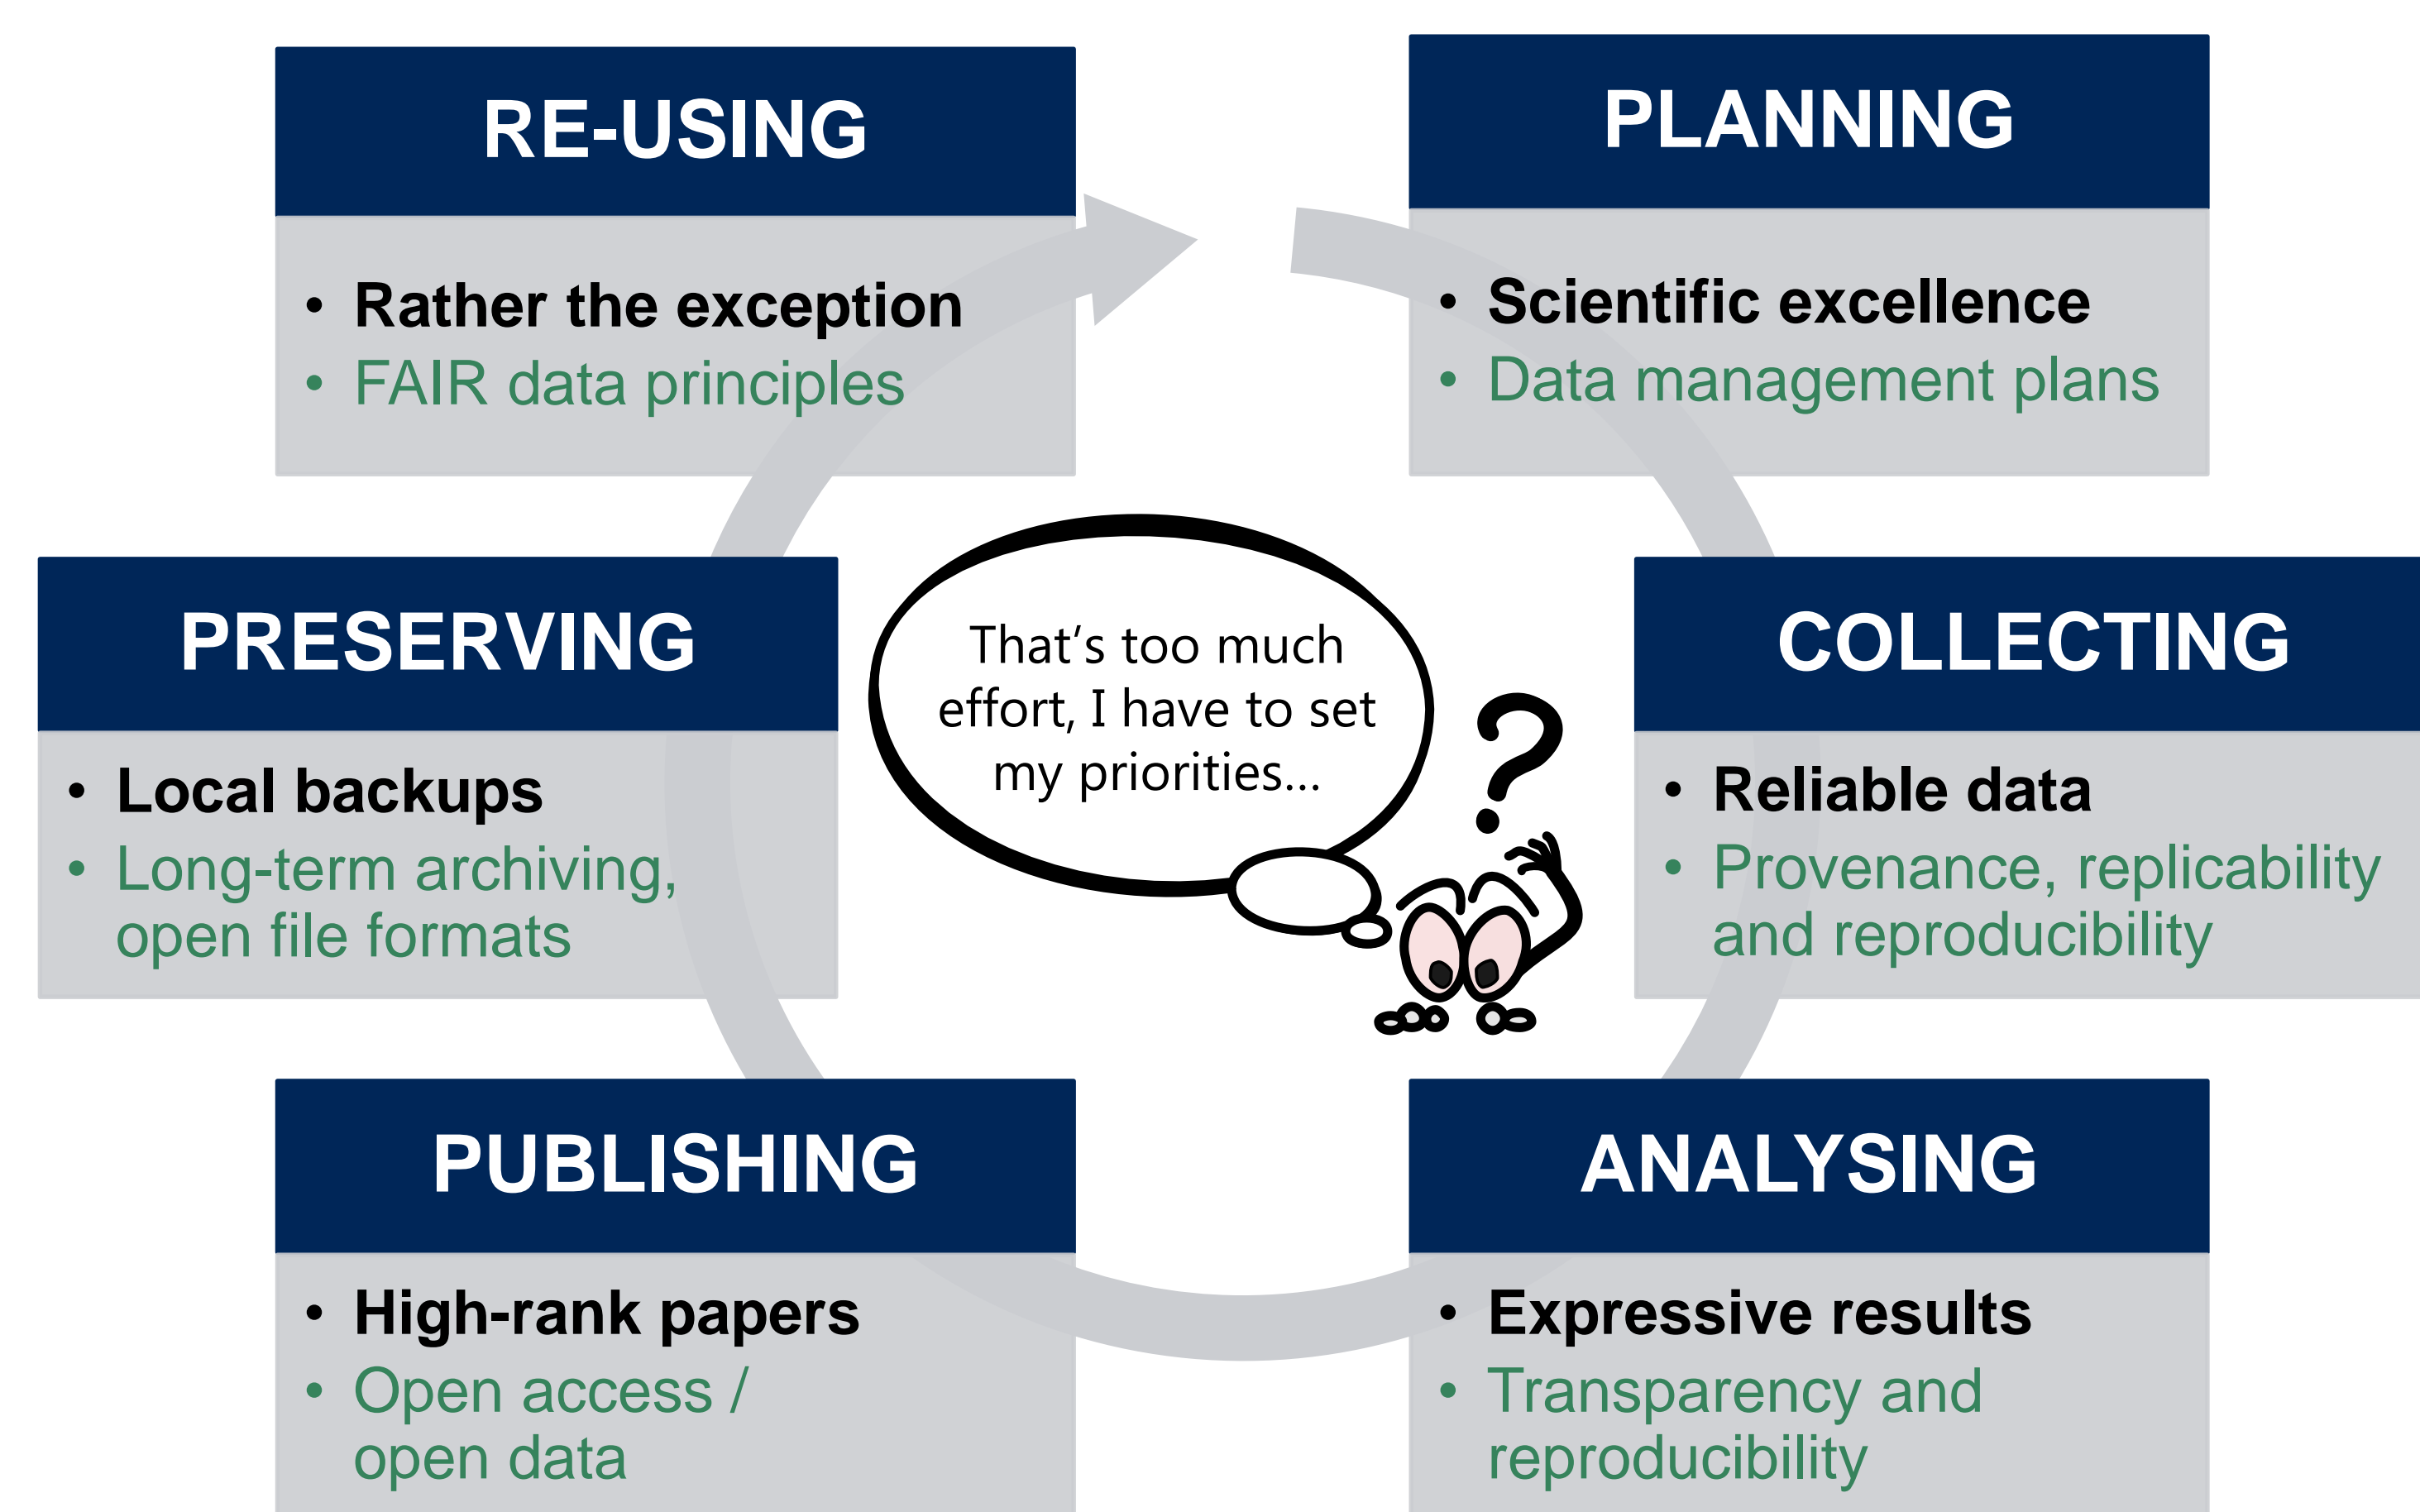 RE-USING
• Rather the exception
• FAIR data principles
PLANNING
• Scientific excellence
• Data management plans
PRESERVING
• Local backups
• Long-term archiving,
open file formats
That's too much
effort, I have to set
my priorities...
?
COLLECTING
• Reliable data
• Provenance, replicability
and reproducibility
PUBLISHING
• High-rank papers
• Open access /
open data
ANALYSING
• Expressive results
• Transparency and
reproducibility